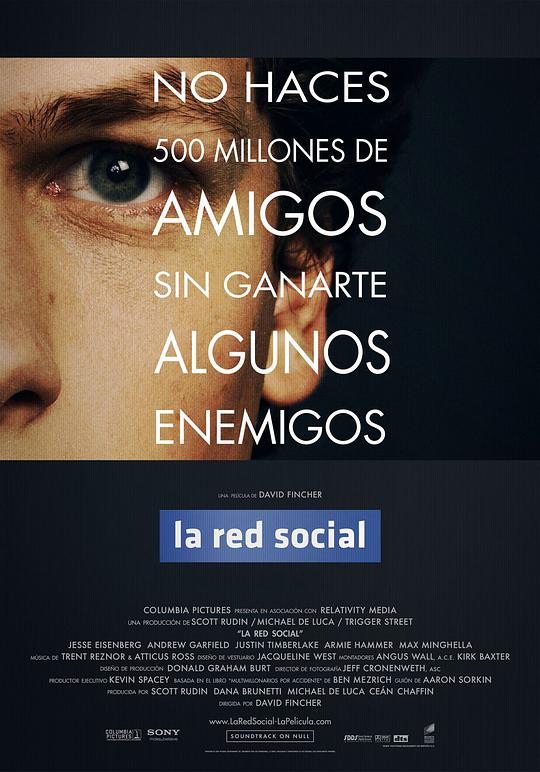 NO HACES
500 MILLONES DE
AMIGOS
SIN GANARTE
ALGUNOS
ENEMIGOS
UNA PELÍCULA DE DAVID FINCHER
la red social
COLUMBIA PICTURES PRESENTA EN ASOCIACIÓN CON RELATIVITY MEDIA
UNA PRODUCCIÓN DE SCOTT RUDIN / MICHAEL DE LUCA / TRIGGER STREET
"LA RED SOCIAL"
JESSE EISENBERG ANDREW GARFIELD JUSTIN TIMBERLAKE ARMIE HAMMER MAX MINGHELLA
MÚSICA DE TRENT REZNOR & ATTICUS ROSS DISEÑO DE VESTUARIO JACQUELINE WEST MONTADORES ANGUS WALL, A.C.E. KIRK BAXTER
DISEÑO DE PRODUCCIÓN DONALD GRAHAM BURT DIRECTOR DE FOTOGRAFÍA JEFF CRONENWETH, ASC
PRODUCTOR EJECUTIVO KEVIN SPACEY BASADA EN EL LIBRO "MULTIMILLONARIOS POR ACCIDENTE" DE BEN MEZRICH GUIÓN DE AARON SORKIN
PRODUCIDA POR SCOTT RUDIN DANA BRUNETTI MICHAEL DE LUCA CEÁN CHAFFIN
DIRIGIDA POR DAVID FINCHER
www.LaRedSocial-LaPelicula.com
COLUMBIA PICTURES SONY make.believe SOUNDTRACK ON NULL SDDS dts